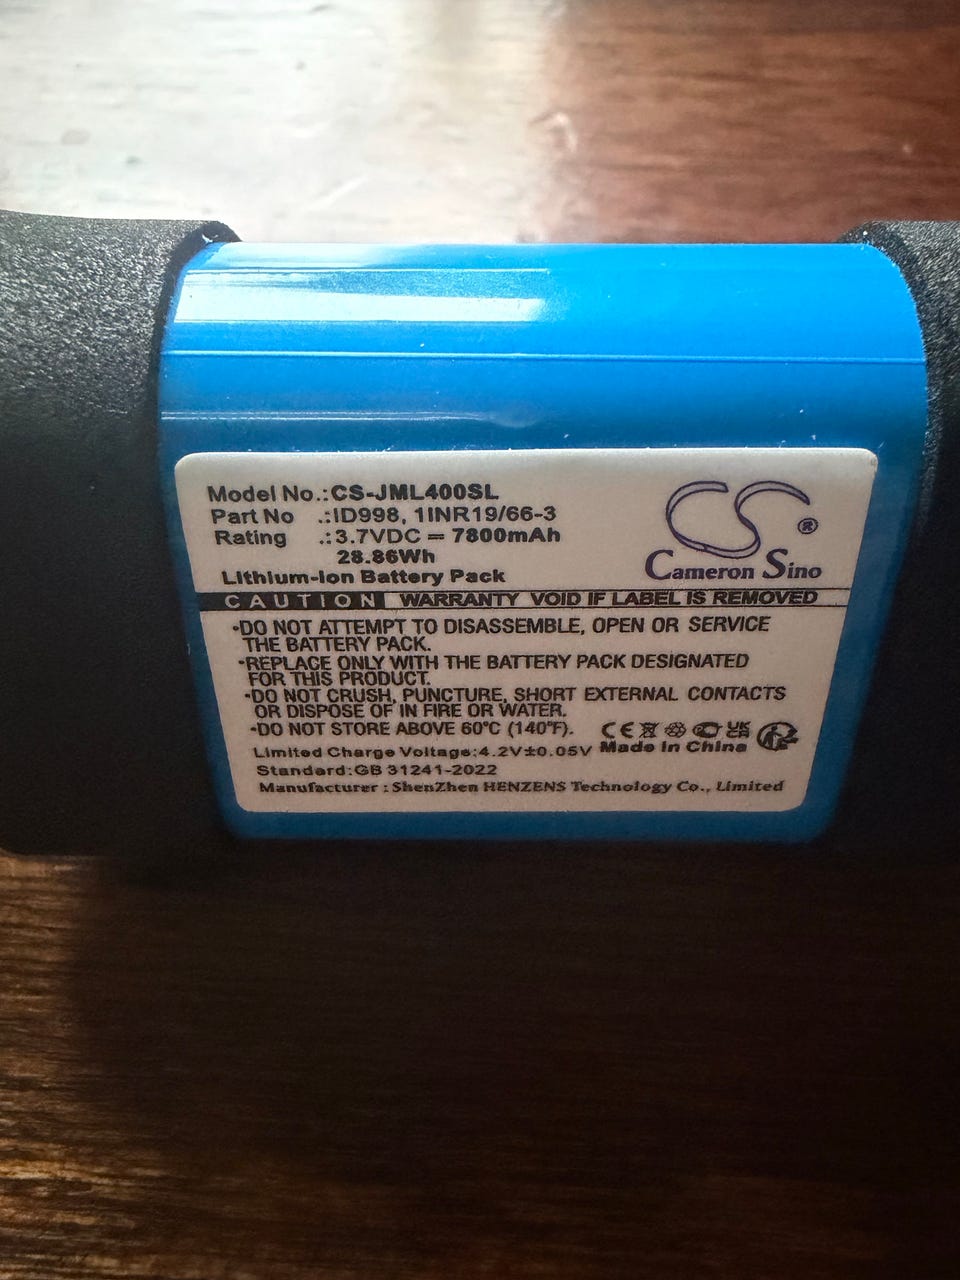 Model No.:CS-JML400SL
Part No .:ID998, 1INR19/66-3
Rating .:3.7VDC ⎓ 7800mAh
28.86Wh
Lithium-Ion Battery Pack
CS®
Cameron Sino
CAUTION WARRANTY VOID IF LABEL IS REMOVED
•DO NOT ATTEMPT TO DISASSEMBLE, OPEN OR SERVICE
THE BATTERY PACK.
•REPLACE ONLY WITH THE BATTERY PACK DESIGNATED
FOR THIS PRODUCT.
•DO NOT CRUSH, PUNCTURE, SHORT EXTERNAL CONTACTS
OR DISPOSE OF IN FIRE OR WATER.
•DO NOT STORE ABOVE 60°C (140°F).
CE UKCA
Limited Charge Voltage:4.2V±0.05V Made in China
Standard:GB 31241-2022
Manufacturer : ShenZhen HENZENS Technology Co., Limited